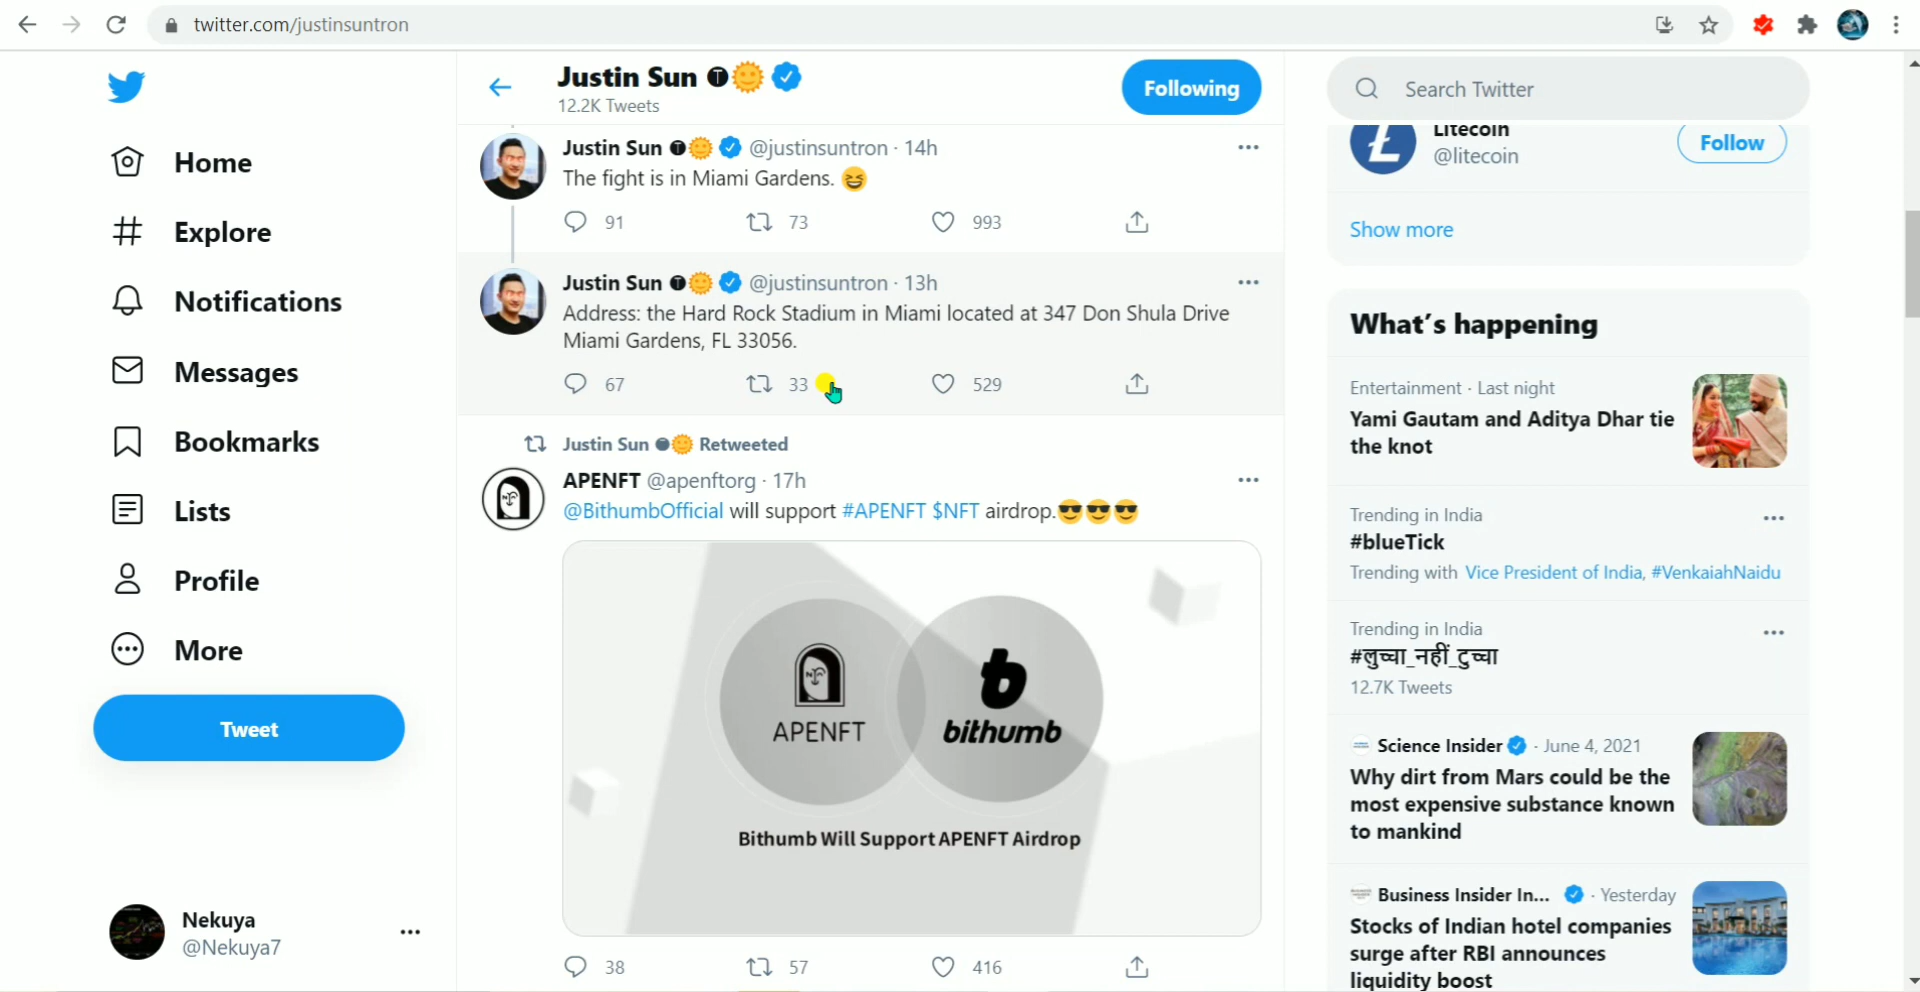 twitter.com/justinsuntron
Home
Explore
Notifications
Messages
Bookmarks
Lists
Profile
More
Tweet
Nekuya
@Nekuya7
Justin Sun
12.2K Tweets
Following
Justin Sun @justinsuntron · 14h
The fight is in Miami Gardens. 😆
91 73 993
Justin Sun @justinsuntron · 13h
Address: the Hard Rock Stadium in Miami located at 347 Don Shula Drive
Miami Gardens, FL 33056.
67 33 529
Justin Sun Retweeted
APENFT @apenftorg · 17h
@BithumbOfficial will support #APENFT $NFT airdrop.😎😎😎
APENFT
bithumb
Bithumb Will Support APENFT Airdrop
38 57 416
Search Twitter
Litecoin
@litecoin
Follow
Show more
What's happening
Entertainment · Last night
Yami Gautam and Aditya Dhar tie
the knot
Trending in India
#blueTick
Trending with Vice President of India, #VenkaiahNaidu
Trending in India
#लुच्चा_नहीं_टुच्चा
12.7K Tweets
Science Insider · June 4, 2021
Why dirt from Mars could be the
most expensive substance known
to mankind
Business Insider In... · Yesterday
Stocks of Indian hotel companies
surge after RBI announces
liquidity boost